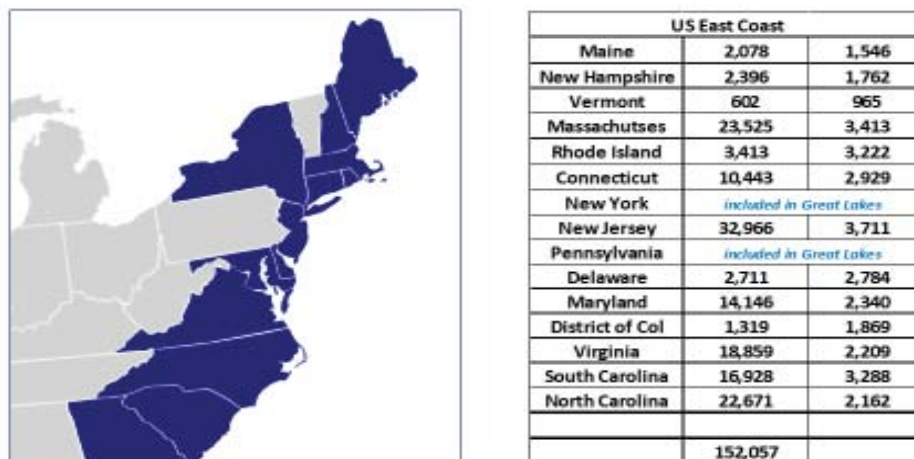 US East Coast
Maine 2,078 1,546
New Hampshire 2,396 1,762
Vermont 602 965
Massachutses 23,525 3,413
Rhode Island 3,413 3,222
Connecticut 10,443 2,929
New York included in Great Lakes
New Jersey 32,966 3,711
Pennsylvania included in Great Lakes
Delaware 2,711 2,784
Maryland 14,146 2,340
District of Col 1,319 1,869
Virginia 18,859 2,209
South Carolina 16,928 3,288
North Carolina 22,671 2,162
152,057